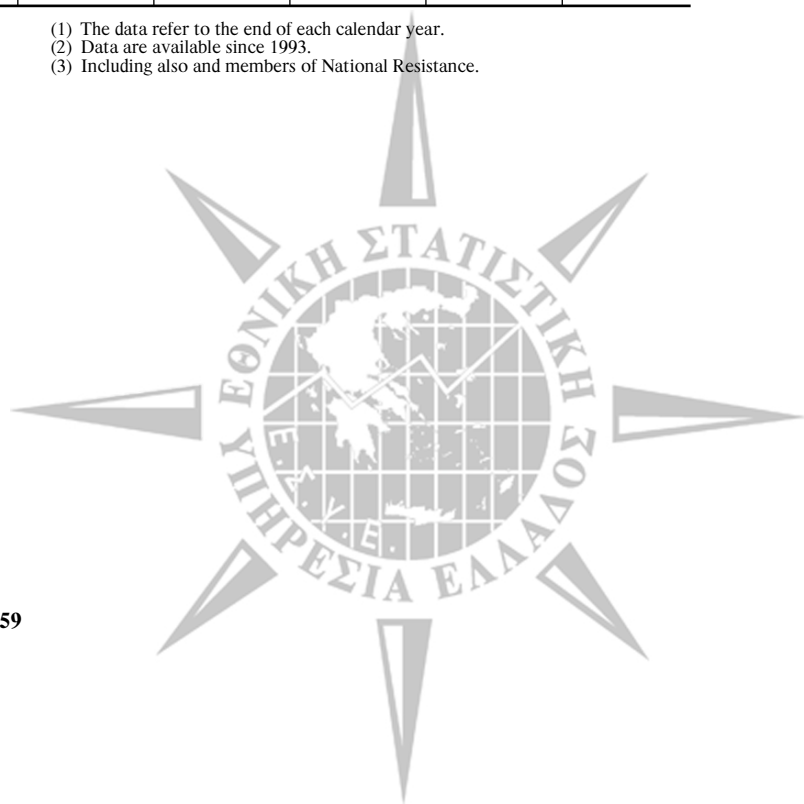 (1) The data refer to the end of each calendar year.
(2) Data are available since 1993.
(3) Including also and members of National Resistance.
ΕΘΝΙΚΗ ΣΤΑΤΙΣΤΙΚΗ
ΥΠΗΡΕΣΙΑ ΕΛΛΑΔΟΣ
Ε.Σ.Υ.Ε.
59